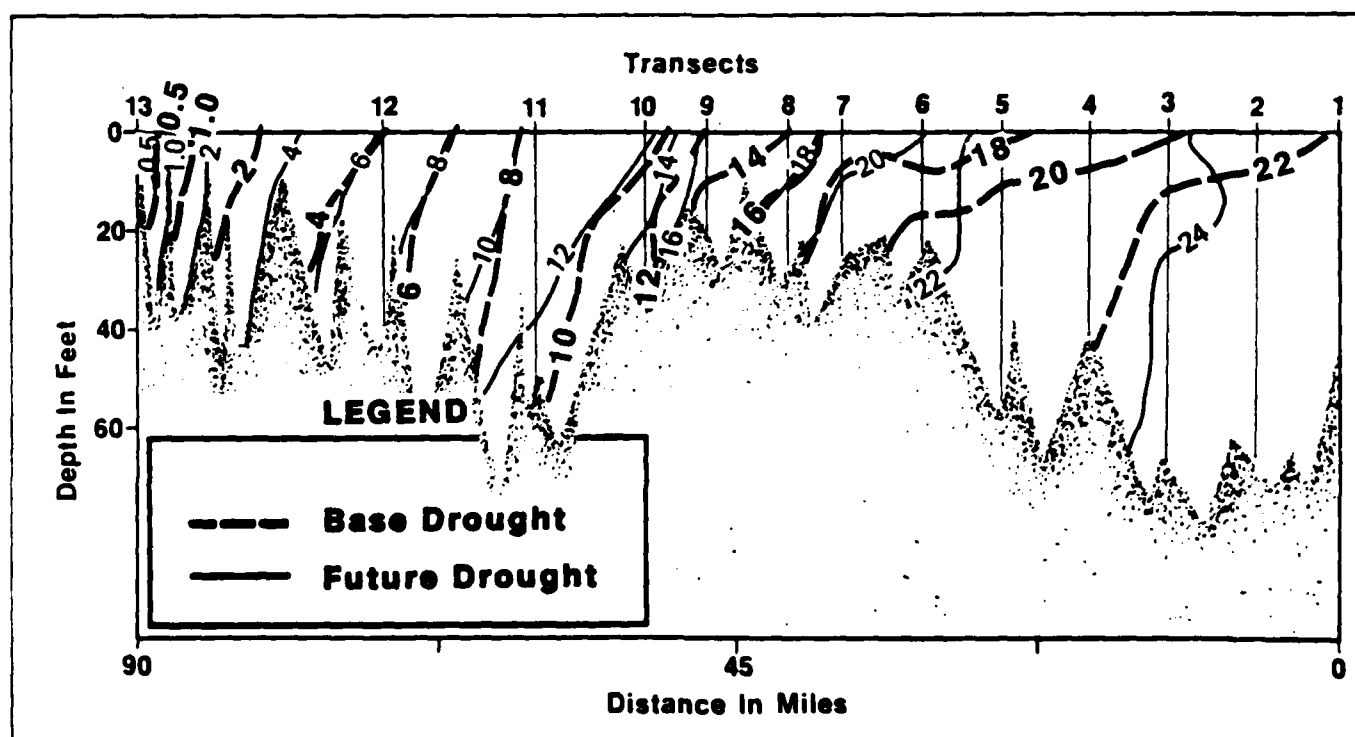 Transects
13 12 11 10 9 8 7 6 5 4 3 2 1
0.5 1.0
0 0.5 1.0 2 2 4 6 8 8 14 14 18 20 18 20 22
4 16 16 24
20 6 10 12 12 22
40 10
60 LEGEND
Base Drought
Future Drought
90 45 0
Depth In Feet
Distance In Miles